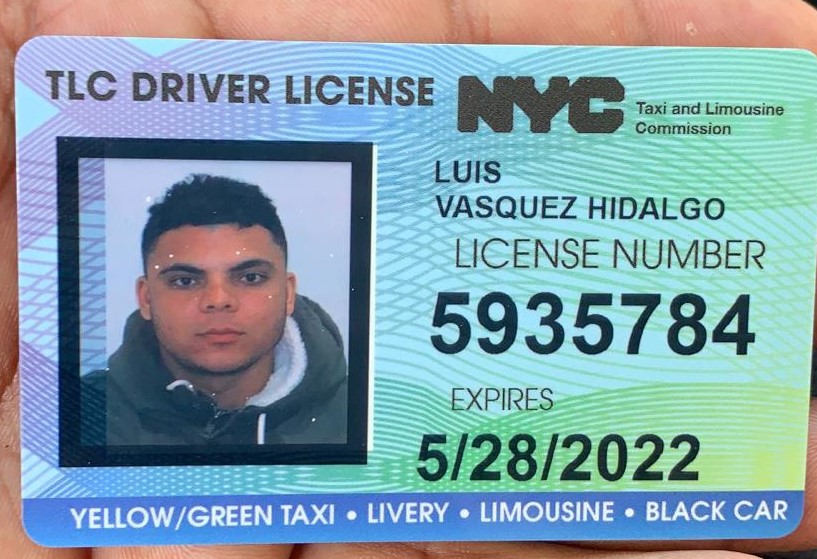 TLC DRIVER LICENSE
NYC
Taxi and Limousine
Commission
LUIS
VASQUEZ HIDALGO
LICENSE NUMBER
5935784
EXPIRES
5/28/2022
YELLOW/GREEN TAXI • LIVERY • LIMOUSINE • BLACK CAR